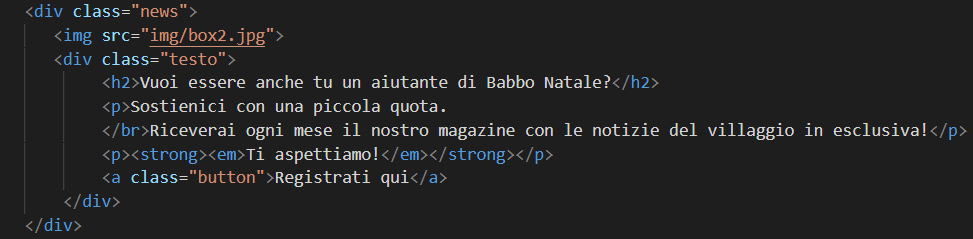 <div class="news">
<img src="img/box2.jpg">
<div class="testo">
<h2>Vuoi essere anche tu un aiutante di Babbo Natale?</h2>
<p>Sostienici con una piccola quota.
</br>Riceverai ogni mese il nostro magazine con le notizie del villaggio in esclusiva!</p>
<p><strong><em>Ti aspettiamo!</em></strong></p>
<a class="button">Registrati qui</a>
</div>
</div>